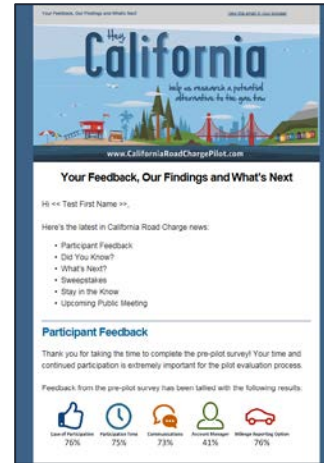 Your Feedback, Our Findings and What's Next
View this email in your browser
Hey,
California
help us research a potential
alternative to the gas tax
www.CaliforniaRoadChargePilot.com
Your Feedback, Our Findings and What's Next
Hi << Test First Name >>,
Here's the latest in California Road Charge news:
• Participant Feedback
• Did You Know?
• What's Next?
• Sweepstakes
• Stay in the Know
• Upcoming Public Meeting
Participant Feedback
Thank you for taking the time to complete the pre-pilot survey! Your time and
continued participation is extremely important for the pilot evaluation process.
Feedback from the pre-pilot survey has been tallied with the following results.
Ease of Participation Participation Time Communications Account Manager Mileage Reporting Option
76% 75% 73% 41% 76%